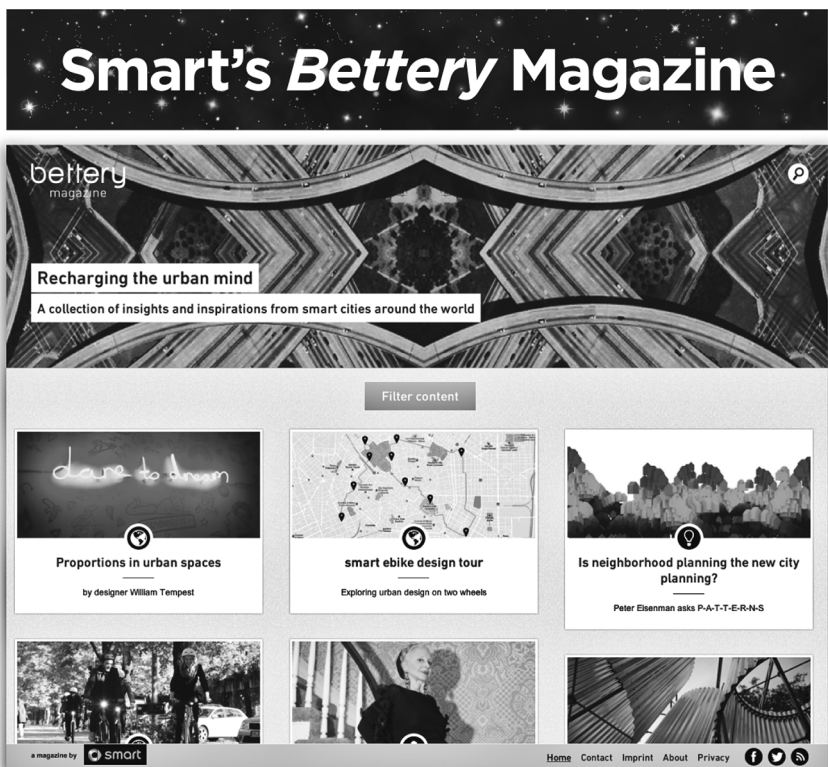 Smart's Bettery Magazine
bettery
magazine
Recharging the urban mind
A collection of insights and inspirations from smart cities around the world
Filter content
dare to dream
Proportions in urban spaces
by designer William Tempest
smart ebike design tour
Exploring urban design on two wheels
Is neighborhood planning the new city
planning?
Peter Eisenman asks P-A-T-T-E-R-N-S
a magazine by smart
Home Contact Imprint About Privacy